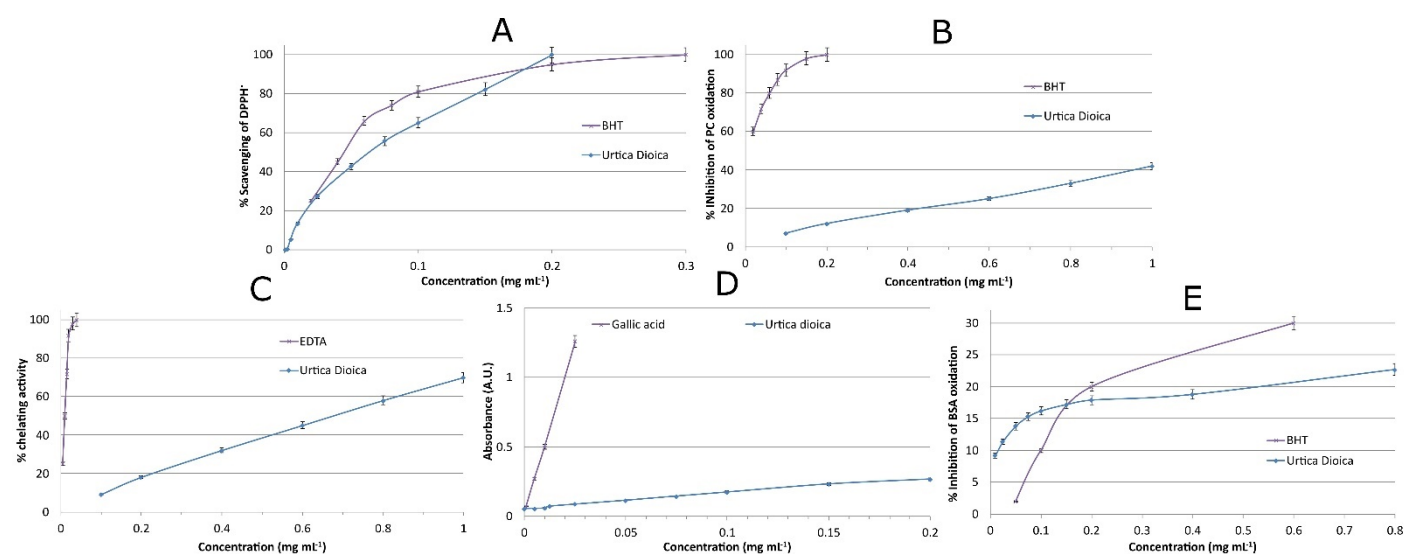 A
% Scavenging of DPPH·
100
80
60
40
20
0
0
0.1
0.2
0.3
Concentration (mg mL-1)
BHT
Urtica Dioica
B
% INhibition of PC oxidation
100
80
60
40
20
0
0
0.2
0.4
0.6
0.8
1
Concentration (mg mL-1)
BHT
Urtica Dioica
C
% chelating activity
100
80
60
40
20
0
0
0.2
0.4
0.6
0.8
1
Concentration (mg mL-1)
EDTA
Urtica Dioica
D
Absorbance (A.U.)
1.5
1
0.5
0
0
0.05
0.1
0.15
0.2
Concentration (mg mL-1)
Gallic acid
Urtica dioica
E
% Inhibition of BSA oxidation
30
25
20
15
10
5
0
0
0.1
0.2
0.3
0.4
0.5
0.6
0.7
0.8
Concentration (mg mL-1)
BHT
Urtica Dioica